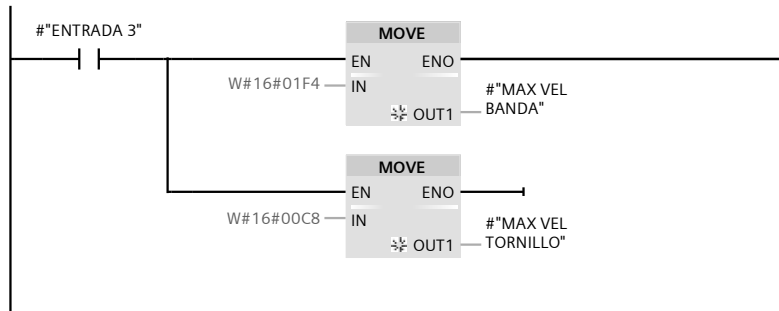 #"ENTRADA 3"
MOVE
EN ENO
W#16#01F4 IN
#"MAX VEL
BANDA"
OUT1
MOVE
EN ENO
W#16#00C8 IN
#"MAX VEL
TORNILLO"
OUT1